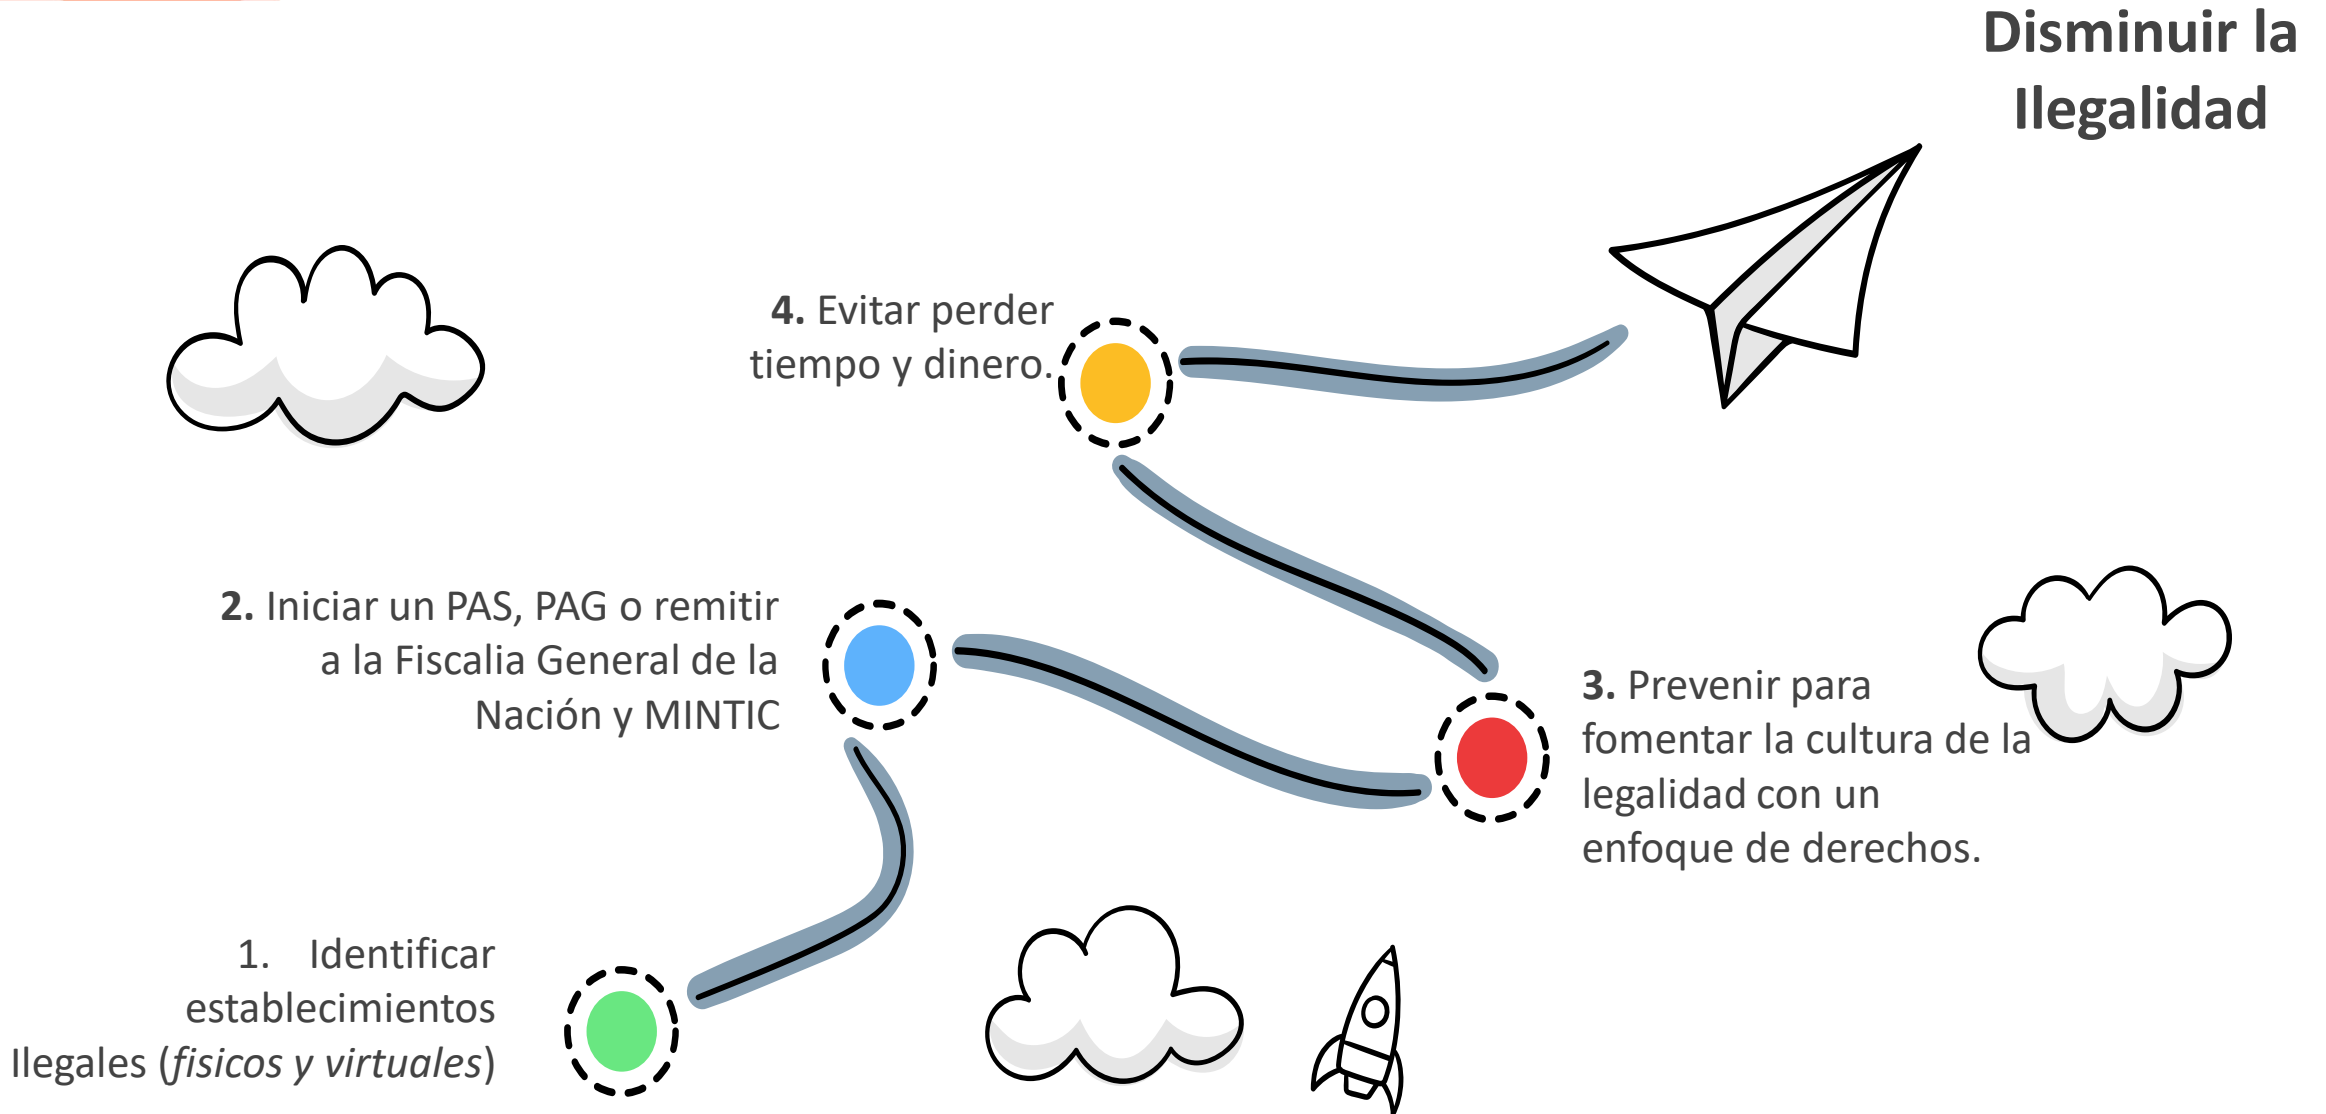 Disminuir la
Ilegalidad
4. Evitar perder
tiempo y dinero.
2. Iniciar un PAS, PAG o remitir
a la Fiscalia General de la
Nación y MINTIC
3. Prevenir para
fomentar la cultura de la
legalidad con un
enfoque de derechos.
1. Identificar
establecimientos
Ilegales (fisicos y virtuales)